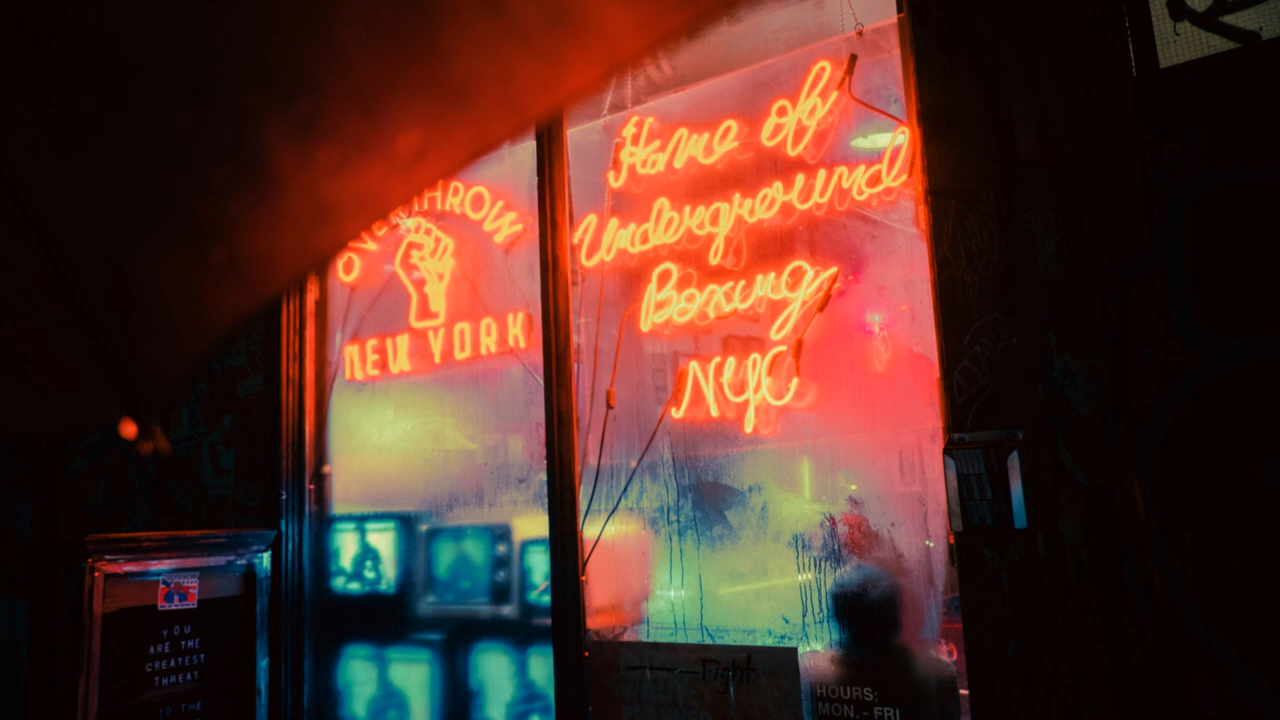 OVERTHROW
NEW YORK
Home of
Underground
Boxing
NYC
YOU
ARE THE
GREATEST
THREAT
TO THE
Fight
HOURS:
MON. - FRI